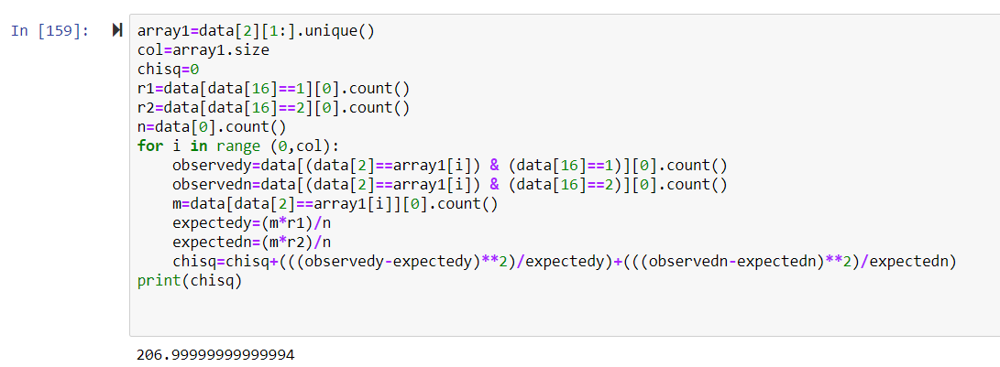 In [159]:
array1=data[2][1:].unique()
col=array1.size
chisq=0
r1=data[data[16]==1][0].count()
r2=data[data[16]==2][0].count()
n=data[0].count()
for i in range (0,col):
    observedy=data[(data[2]==array1[i]) & (data[16]==1)][0].count()
    observedn=data[(data[2]==array1[i]) & (data[16]==2)][0].count()
    m=data[data[2]==array1[i]][0].count()
    expectedy=(m*r1)/n
    expectedn=(m*r2)/n
    chisq=chisq+(((observedy-expectedy)**2)/expectedy)+(((observedn-expectedn)**2)/expectedn)
print(chisq)
206.99999999999994